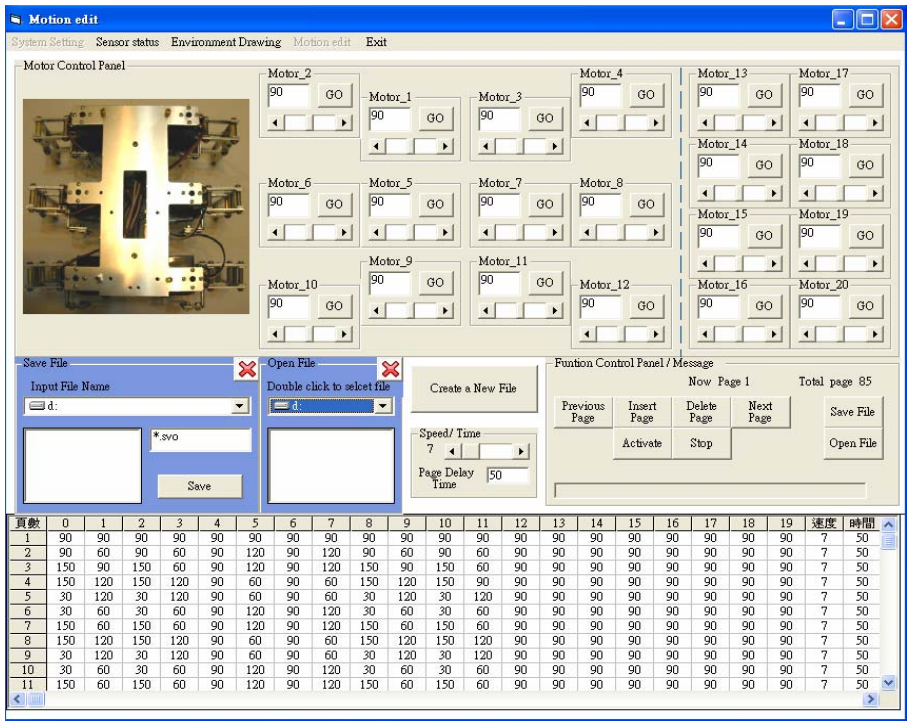 Motion edit
System Setting Sensor status Environment Drawing Motion edit Exit
Motor Control Panel
Motor_2 Motor_4 Motor_13 Motor_17
90 GO 90 GO 90 GO 90 GO
Motor_1 Motor_3
90 GO 90 GO
Motor_14 Motor_18
90 GO 90 GO
Motor_6 Motor_5 Motor_7 Motor_8
90 GO 90 GO 90 GO 90 GO
Motor_15 Motor_19
90 GO 90 GO
Motor_9 Motor_11
90 GO 90 GO
Motor_10 Motor_12 Motor_16 Motor_20
90 GO 90 GO 90 GO 90 GO
Save File
Input File Name
d:
*.svo
Save
Open File
Double click to selcet file
d:
Create a New File
Speed/ Time
7
Page Delay
Time
50
Funtion Control Panel / Message
Now Page 1 Total page 85
Previous Page Insert Page Delete Page Next Page Save File
Activate Stop Open File
頁數 0 1 2 3 4 5 6 7 8 9 10 11 12 13 14 15 16 17 18 19 速度 時間
1 90 90 90 90 90 90 90 90 90 90 90 90 90 90 90 90 90 90 90 90 7 50
2 90 60 90 60 90 120 90 120 90 60 90 60 90 90 90 90 90 90 90 90 7 50
3 150 90 150 60 90 120 90 120 150 90 150 60 90 90 90 90 90 90 90 90 7 50
4 150 120 150 120 90 60 90 60 150 120 150 90 90 90 90 90 90 90 90 90 7 50
5 30 120 30 120 90 60 90 60 30 120 30 120 90 90 90 90 90 90 90 90 7 50
6 30 60 30 60 90 120 90 120 30 60 30 60 90 90 90 90 90 90 90 90 7 50
7 150 60 150 60 90 120 90 120 150 60 150 60 90 90 90 90 90 90 90 90 7 50
8 150 120 150 120 90 60 90 60 150 120 150 120 90 90 90 90 90 90 90 90 7 50
9 30 120 30 120 90 60 90 60 30 120 30 120 90 90 90 90 90 90 90 90 7 50
10 30 60 30 60 90 120 90 120 30 60 30 60 90 90 90 90 90 90 90 90 7 50
11 150 60 150 60 90 120 90 120 150 60 150 60 90 90 90 90 90 90 90 90 7 50